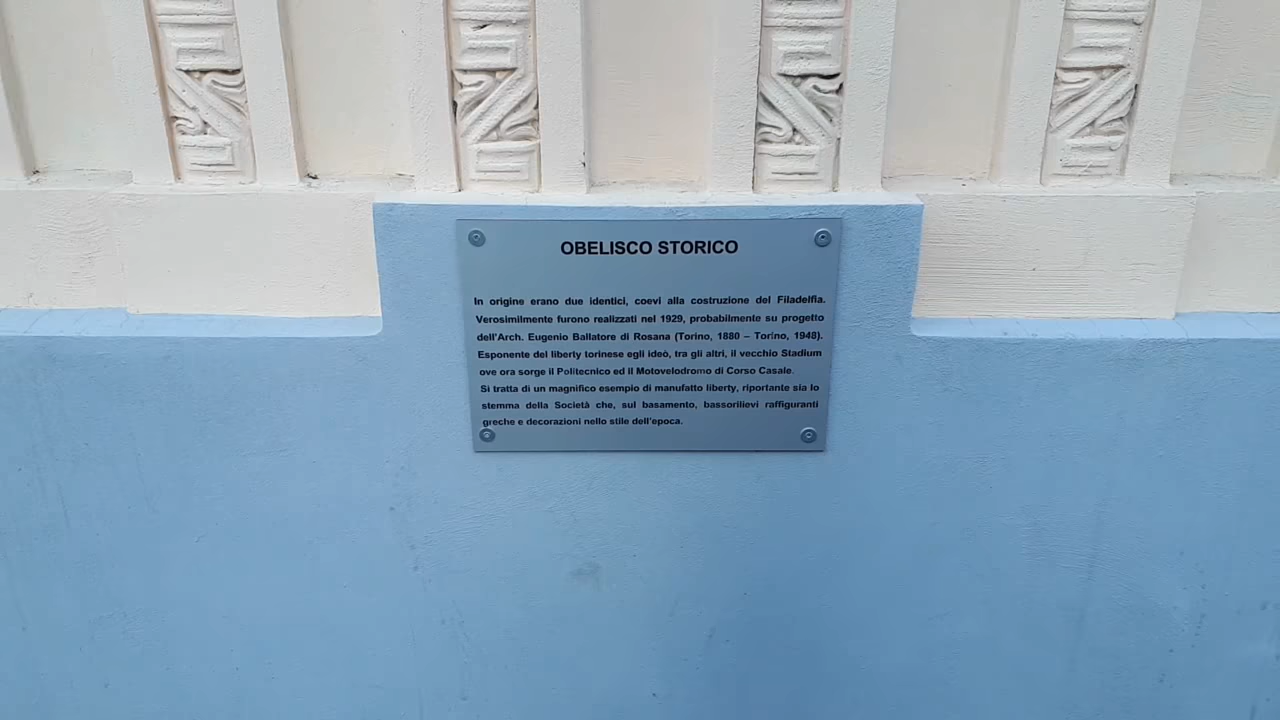 OBELISCO STORICO
In origine erano due identici, coevi alla costruzione del Filadelfia.
Verosimilmente furono realizzati nel 1929, probabilmente su progetto
dell'Arch. Eugenio Ballatore di Rosana (Torino, 1880 – Torino, 1948).
Esponente del liberty torinese egli ideò, tra gli altri, il vecchio Stadium
ove ora sorge il Politecnico ed il Motovelodromo di Corso Casale.
Si tratta di un magnifico esempio di manufatto liberty, riportante sia lo
stemma della Società che, sul basamento, bassorilievi raffiguranti
greche e decorazioni nello stile dell'epoca.